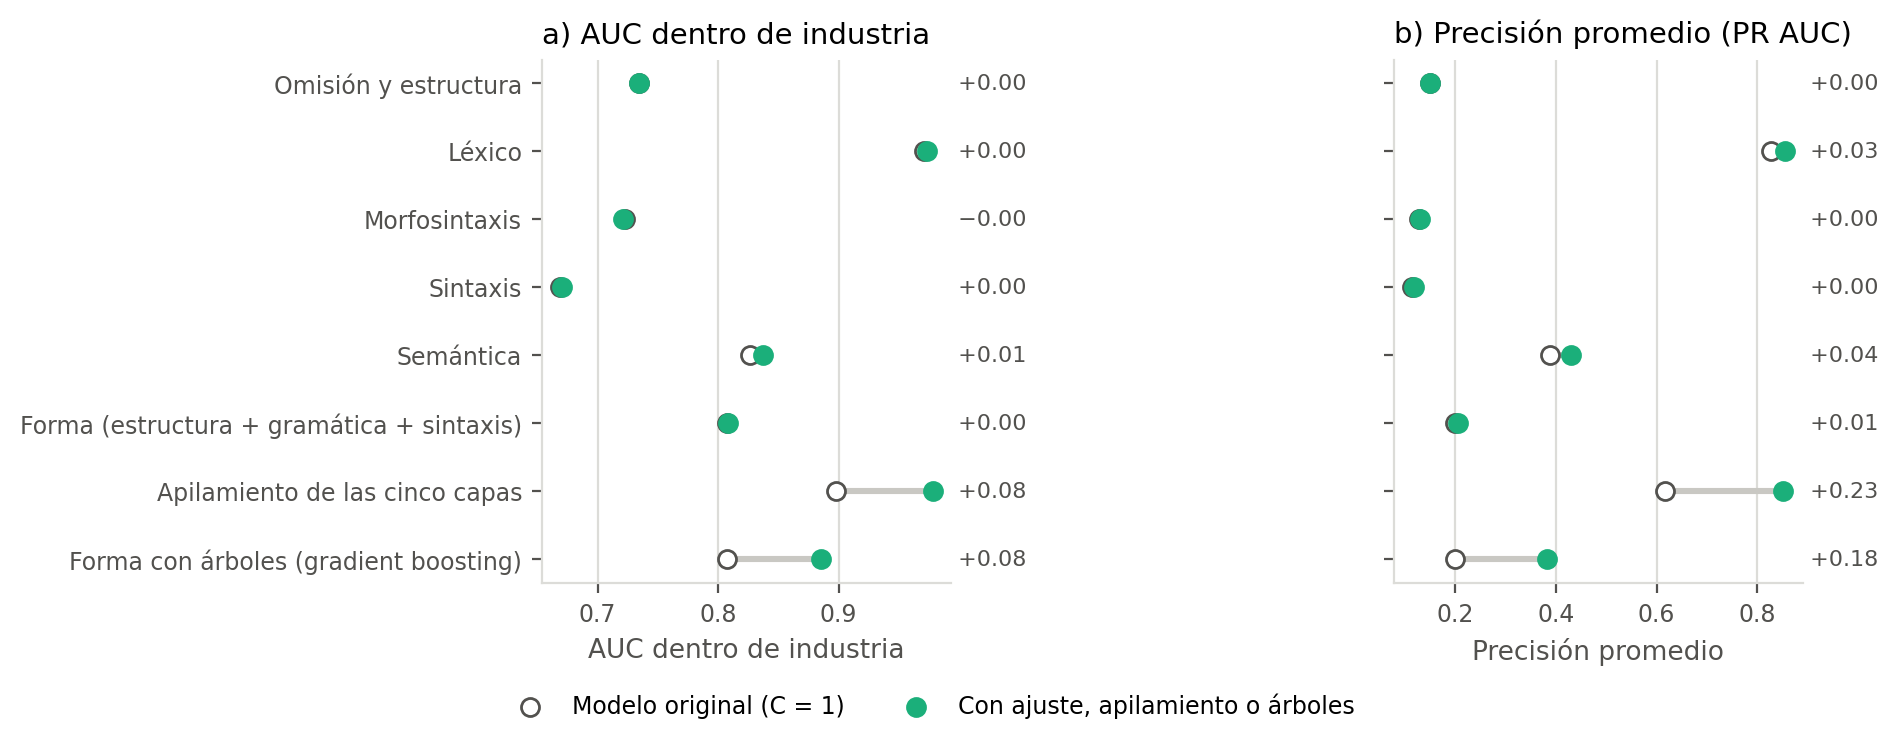 a) AUC dentro de industria
b) Precisión promedio (PR AUC)
Omisión y estructura
+0.00
+0.00
Léxico
+0.00
+0.03
Morfosintaxis
−0.00
+0.00
Sintaxis
+0.00
+0.00
Semántica
+0.01
+0.04
Forma (estructura + gramática + sintaxis)
+0.00
+0.01
Apilamiento de las cinco capas
+0.08
+0.23
Forma con árboles (gradient boosting)
+0.08
+0.18
0.7 0.8 0.9
0.2 0.4 0.6 0.8
AUC dentro de industria
Precisión promedio
Modelo original (C = 1)
Con ajuste, apilamiento o árboles